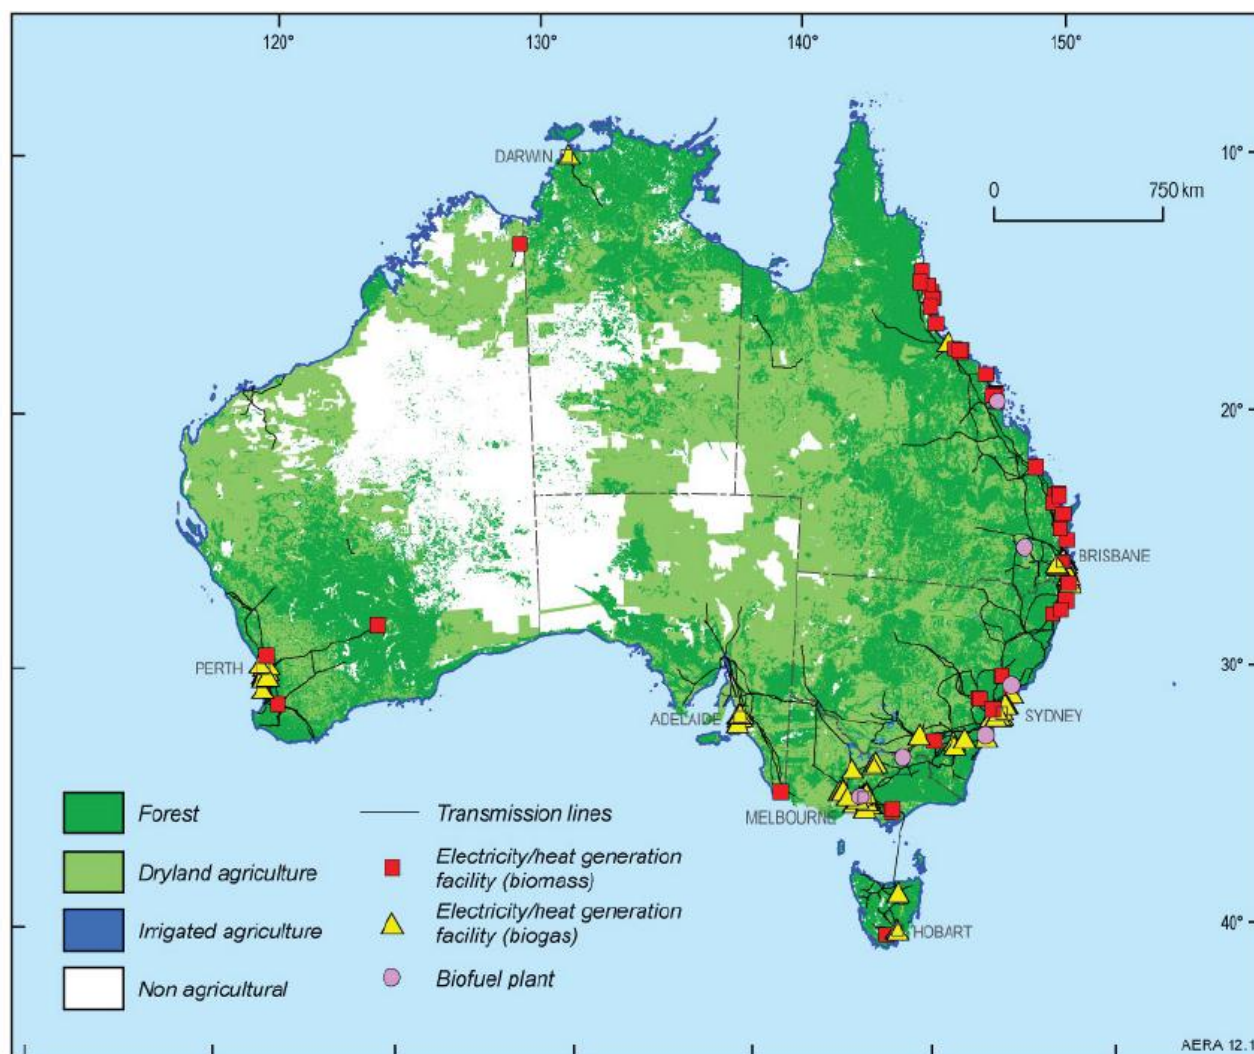 120°
130°
140°
150°
DARWIN
10°
0
750 km
20°
BRISBANE
PERTH
30°
ADELAIDE
SYDNEY
MELBOURNE
Forest
Dryland agriculture
Irrigated agriculture
Non agricultural
Transmission lines
Electricity/heat generation
facility (biomass)
Electricity/heat generation
facility (biogas)
Biofuel plant
HOBART
40°
AERA 12.1